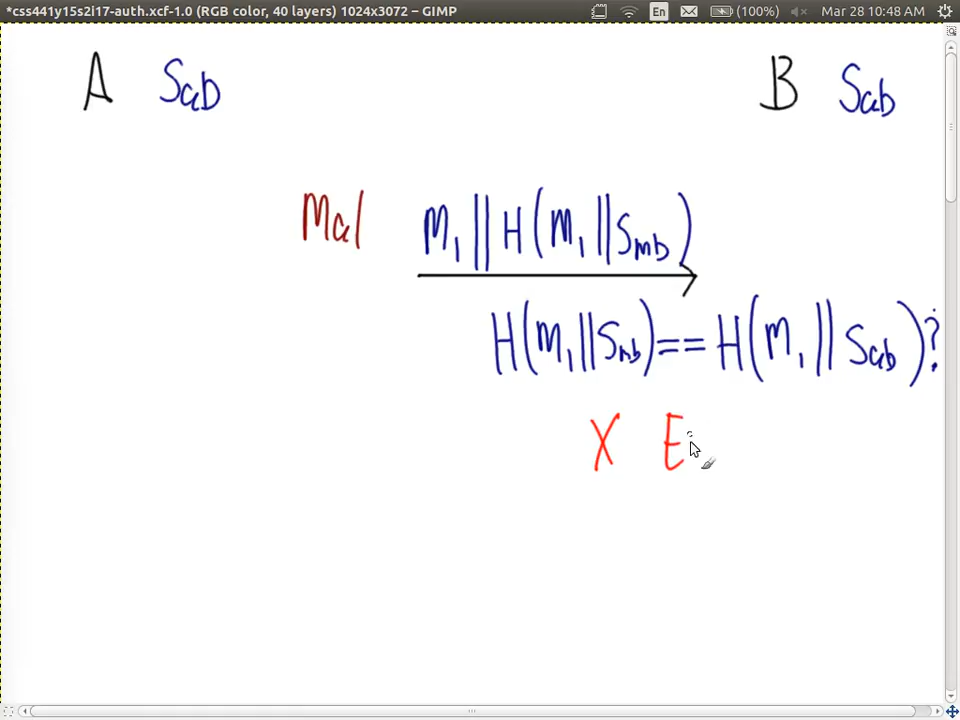 *css441y15s2i17-auth.xcf-1.0 (RGB color, 40 layers) 1024x3072 – GIMP En (100%) Mar 28 10:48 AM
A Sab B Sab
Mal M1||H(M1||Smb)
H(M1||Smb)==H(M1||Sab)?
X E